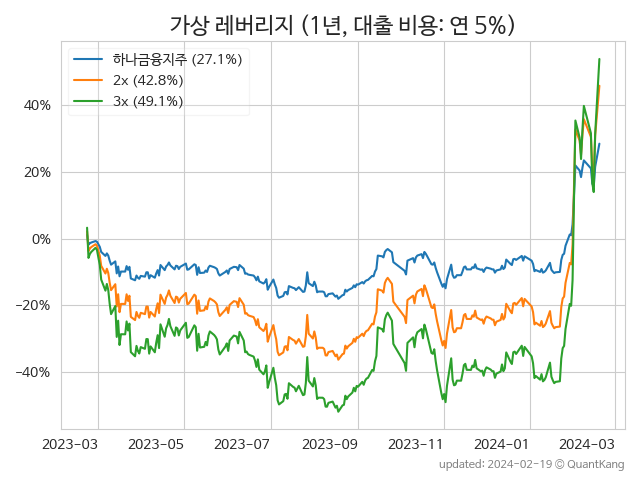 가상 레버리지 (1년, 대출 비용: 연 5%)
하나금융지주 (27.1%)
2x (42.8%)
3x (49.1%)
40%
20%
0%
−20%
−40%
2023-03 2023-05 2023-07 2023-09 2023-11 2024-01 2024-03
updated: 2024-02-19 © QuantKang